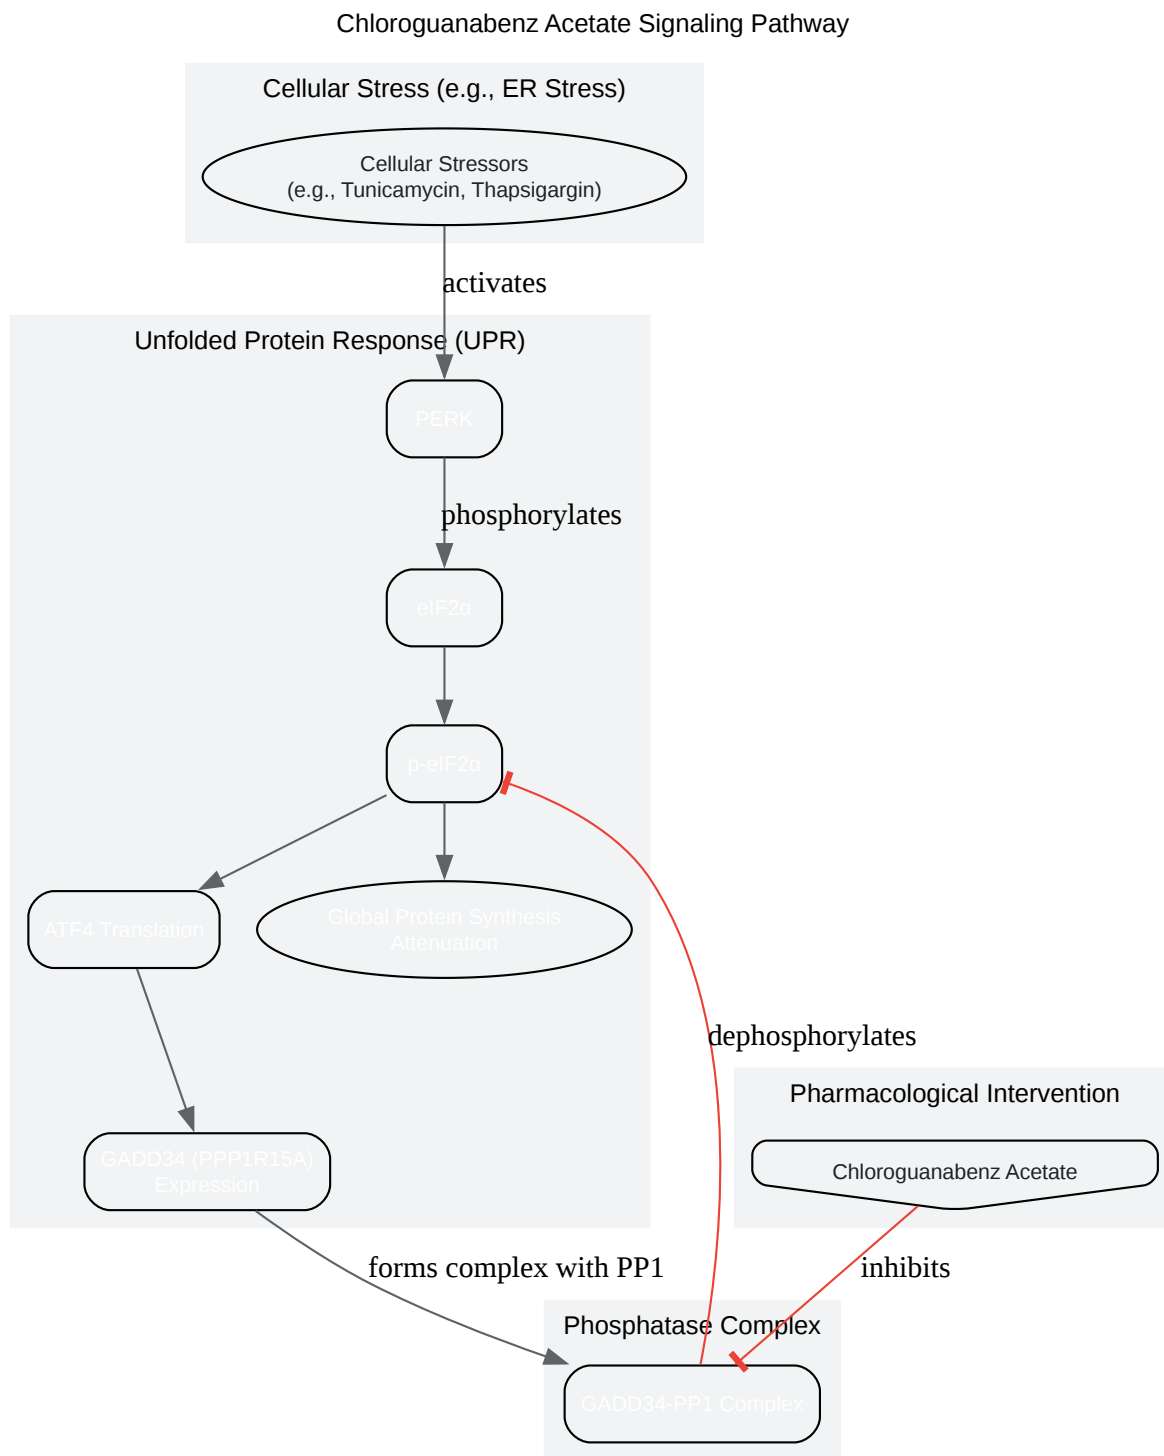 Chloroguanabenz Acetate Signaling Pathway
Cellular Stress (e.g., ER Stress)
Cellular Stressors
(e.g., Tunicamycin, Thapsigargin)
activates
Unfolded Protein Response (UPR)
PERK
phosphorylates
eIF2α
p-eIF2α
ATF4 Translation
Global Protein Synthesis
Attenuation
dephosphorylates
Pharmacological Intervention
Chloroguanabenz Acetate
GADD34 (PPP1R15A)
Expression
forms complex with PP1
inhibits
Phosphatase Complex
GADD34-PP1 Complex